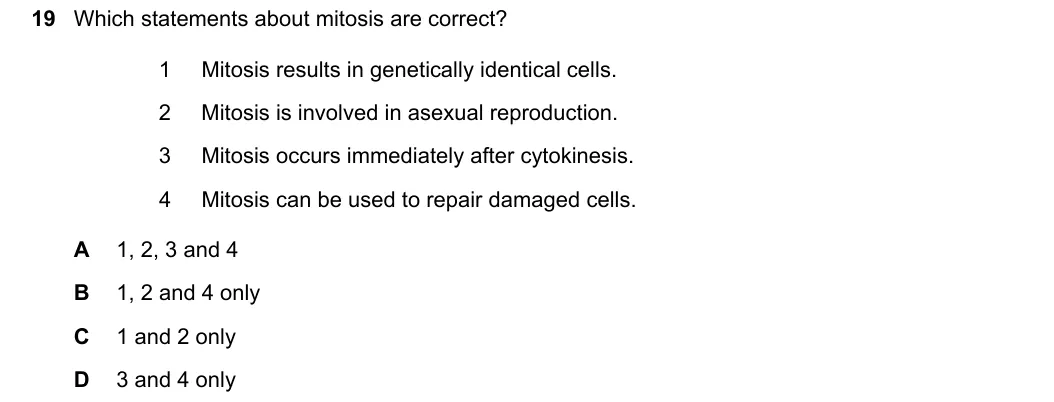 19 Which statements about mitosis are correct?
1 Mitosis results in genetically identical cells.
2 Mitosis is involved in asexual reproduction.
3 Mitosis occurs immediately after cytokinesis.
4 Mitosis can be used to repair damaged cells.
A 1, 2, 3 and 4
B 1, 2 and 4 only
C 1 and 2 only
D 3 and 4 only